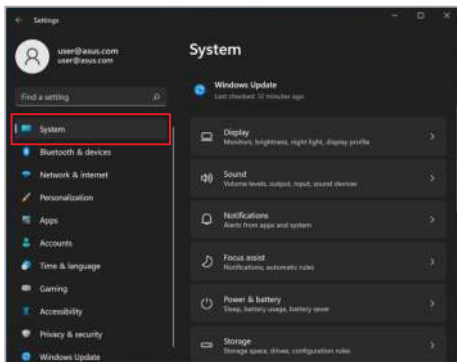 Settings
user@asus.com
user@asus.com
Find a setting
System
Bluetooth & devices
Network & internet
Personalization
Apps
Accounts
Time & language
Gaming
Accessibility
Privacy & security
Windows Update
System
Windows Update
Last checked: 12 minutes ago
Display
Monitors, brightness, night light, display profile
Sound
Volume levels, output, input, sound devices
Notifications
Alerts from apps and system
Focus assist
Notifications, automatic rules
Power & battery
Sleep, battery usage, battery saver
Storage
Storage space, drives, configuration rules